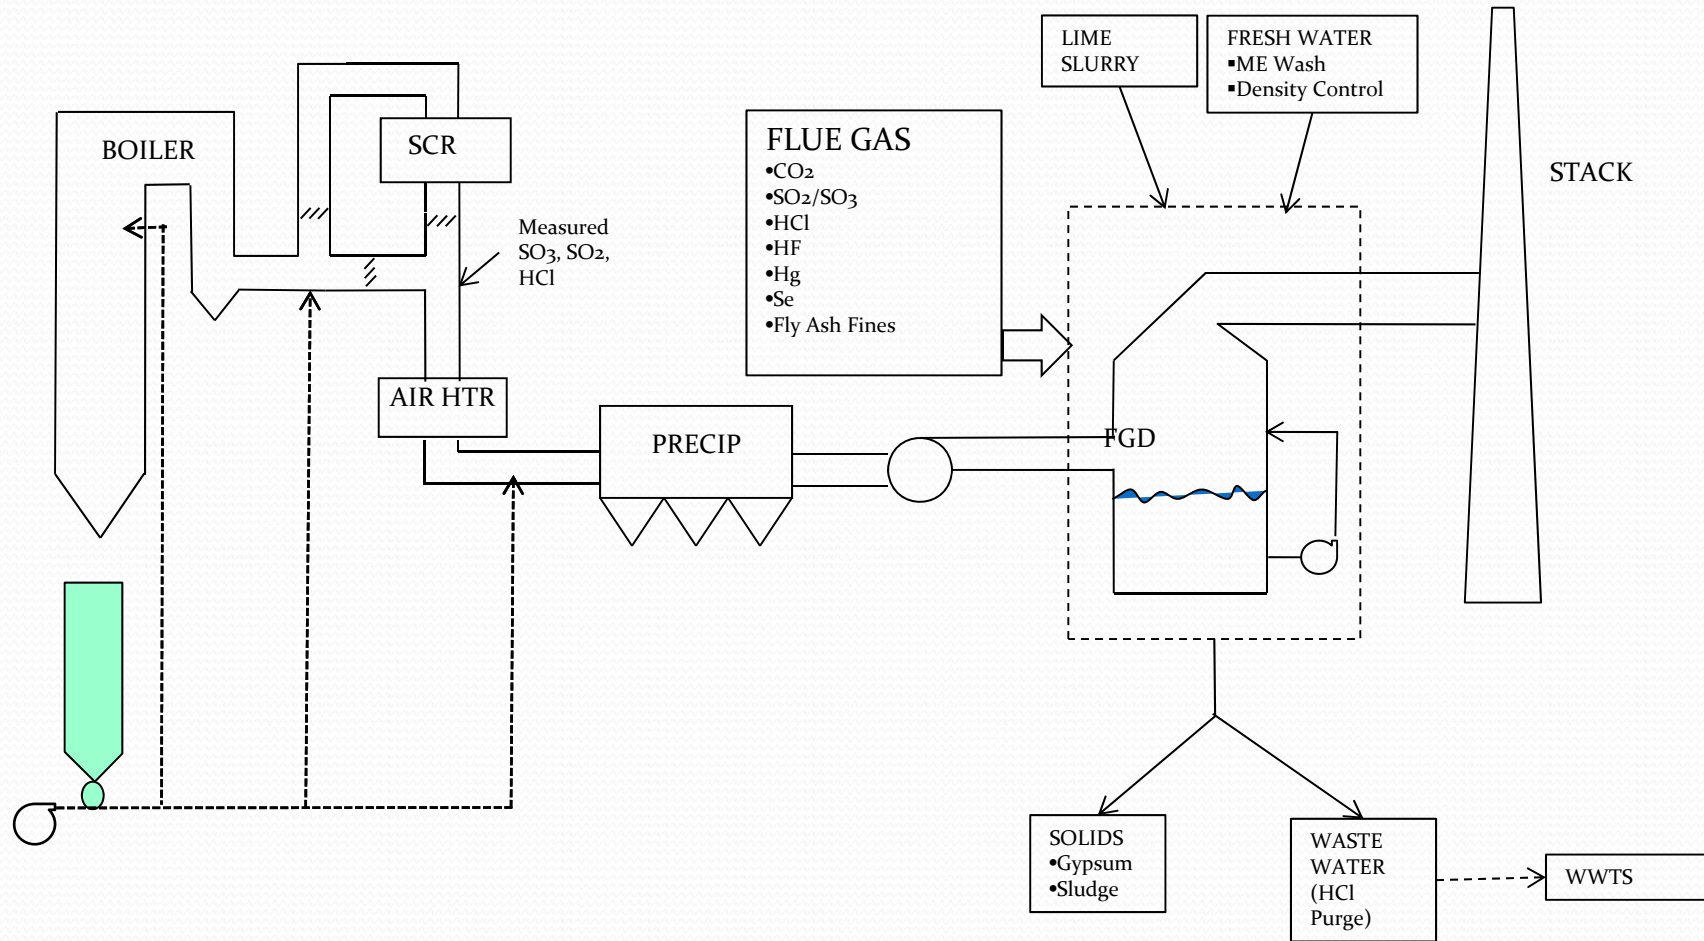 LIME
SLURRY
FRESH WATER
▪ME Wash
▪Density Control
BOILER
SCR
FLUE GAS
•CO2
•SO2/SO3
•HCl
•HF
•Hg
•Se
•Fly Ash Fines
STACK
Measured
SO3, SO2,
HCl
AIR HTR
PRECIP
FGD
SOLIDS
•Gypsum
•Sludge
WASTE
WATER
(HCl
Purge)
WWTS